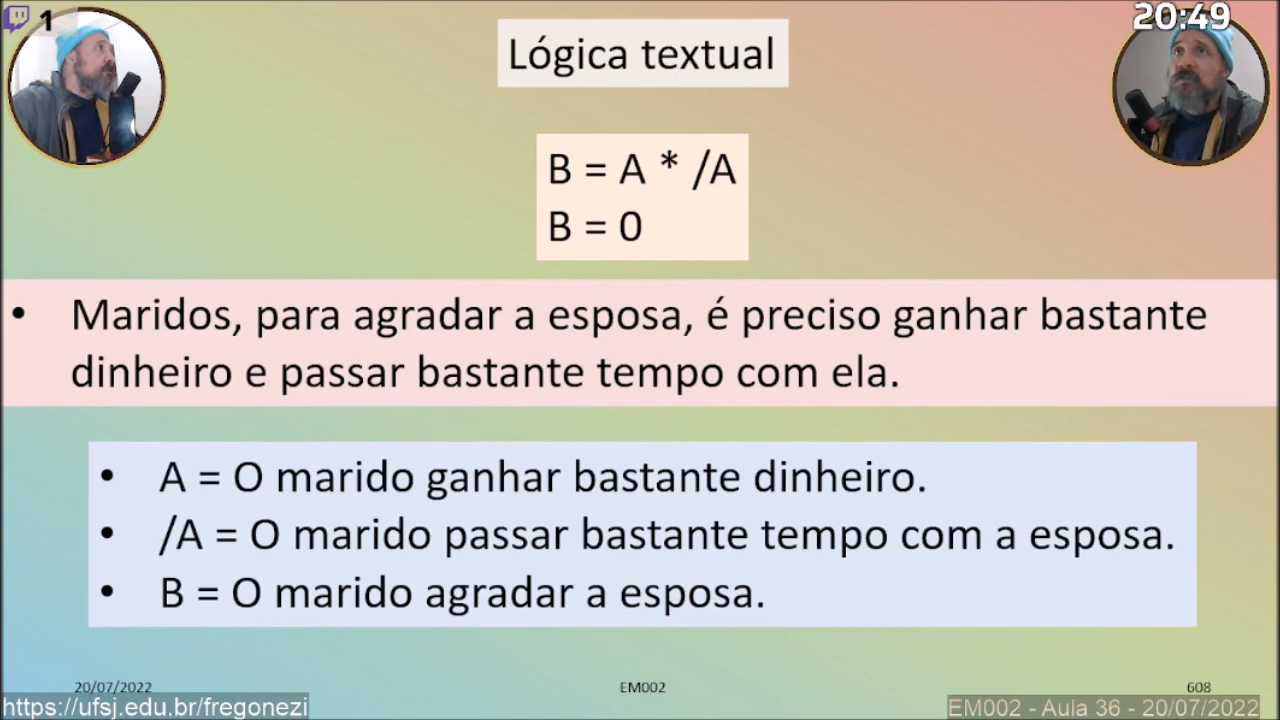 1
20:49
Lógica textual
B = A * /A
B = 0
• Maridos, para agradar a esposa, é preciso ganhar bastante
dinheiro e passar bastante tempo com ela.
• A = O marido ganhar bastante dinheiro.
• /A = O marido passar bastante tempo com a esposa.
• B = O marido agradar a esposa.
20/07/2022 EM002 608
https://ufsj.edu.br/fregonezi EM002 - Aula 36 - 20/07/2022